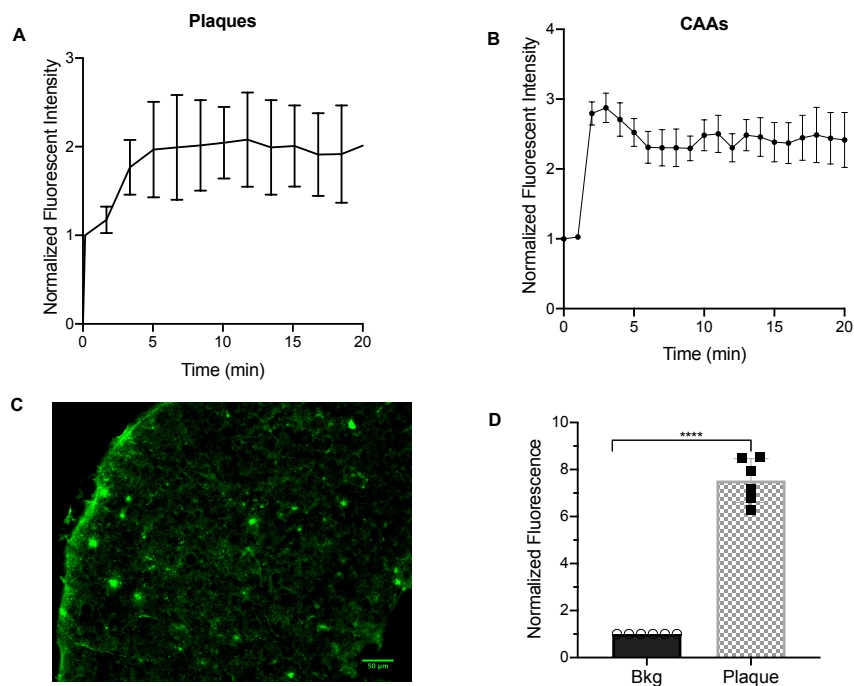 Plaques
A
Normalized Fluorescent Intensity
3
2
1
0
0 5 10 15 20
Time (min)
CAAs
B
Normalized Fluorescent Intensity
4
3
2
1
0
0 5 10 15 20
Time (min)
C
50 µm
D
Normalized Fluorescence
10
8
6
4
2
0
****
Bkg Plaque